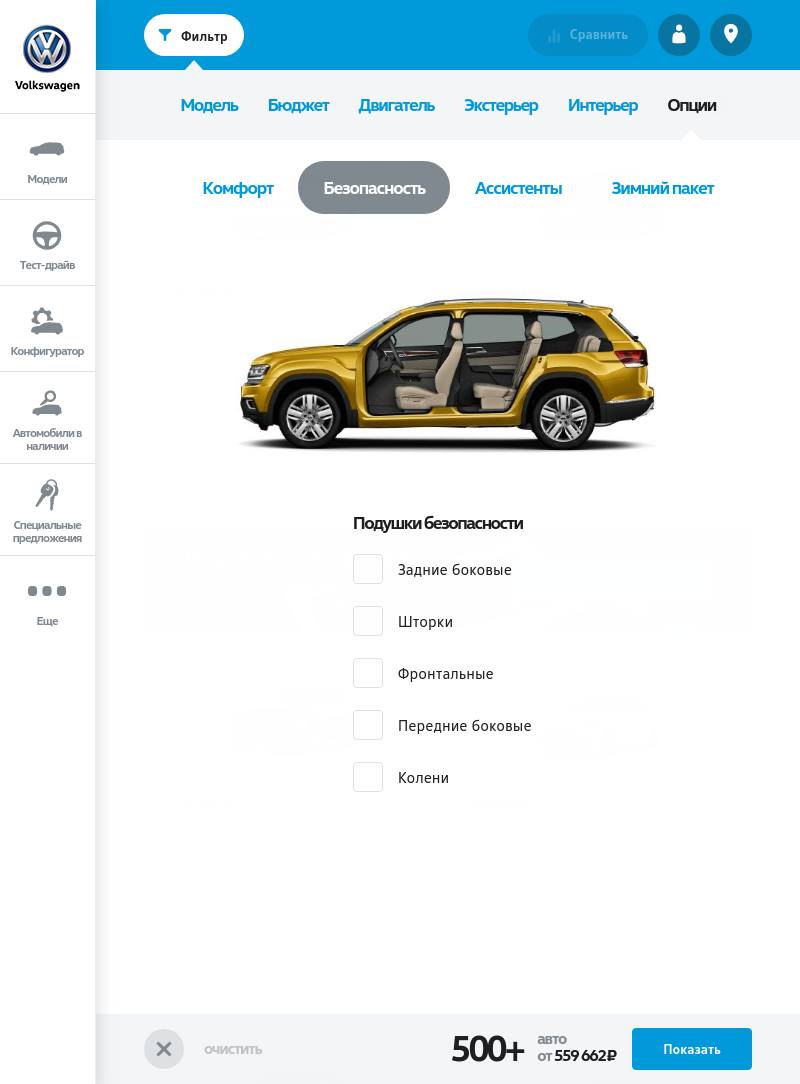 Фильтр
Сравнить
Volkswagen
Модель Бюджет Двигатель Экстерьер Интерьер Опции
Модели
Комфорт Безопасность Ассистенты Зимний пакет
Тест-драйв
Конфигуратор
Автомобили в
наличии
Специальные
предложения
Еще
Подушки безопасности
Задние боковые
Шторки
Фронтальные
Передние боковые
Колени
очистить
500+
авто
от 559 662 ₽
Показать